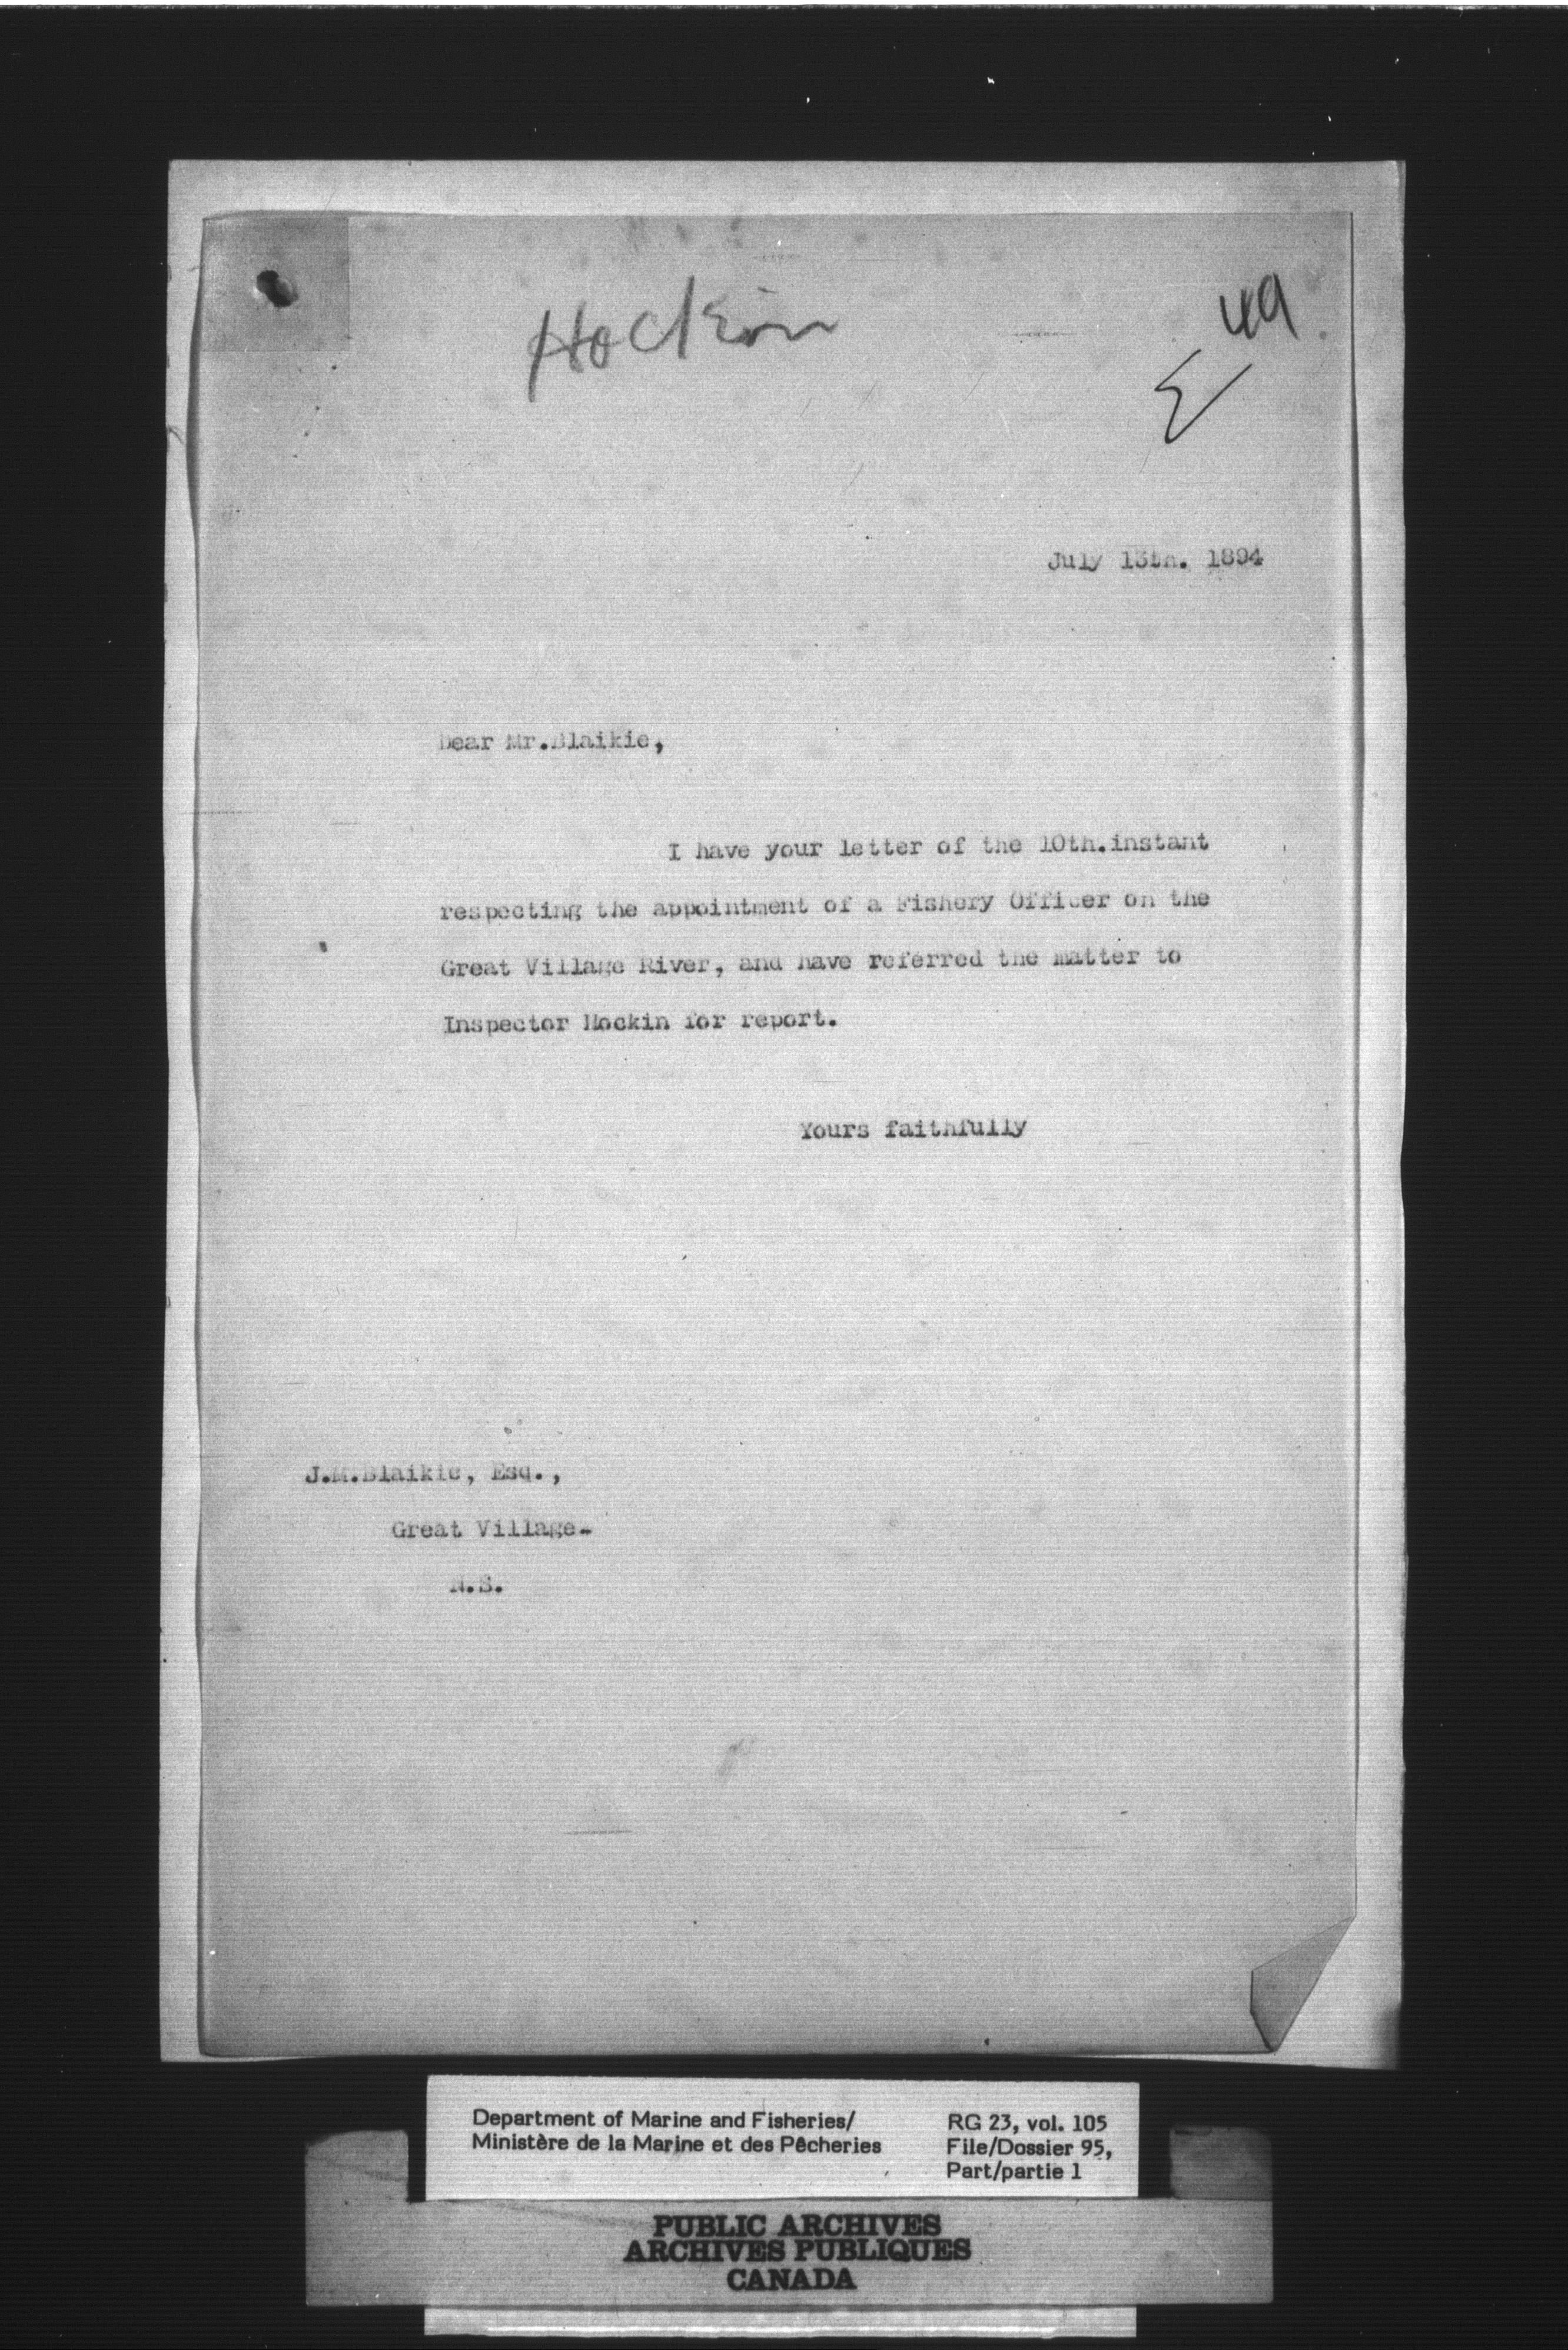 Hockin
49
July 13th. 1894
Dear Mr.Blaikie,
I have your letter of the 10th.instant
respecting the appointment of a Fishery Officer on the
Great Village River, and have referred the matter to
Inspector Hockin for report.
Yours faithfully
J.M.Blaikie, Esq.,
Great Village-
N.S.
Department of Marine and Fisheries/
Ministère de la Marine et des Pêcheries
RG 23, vol. 105
File/Dossier 95,
Part/partie 1
PUBLIC ARCHIVES
ARCHIVES PUBLIQUES
CANADA